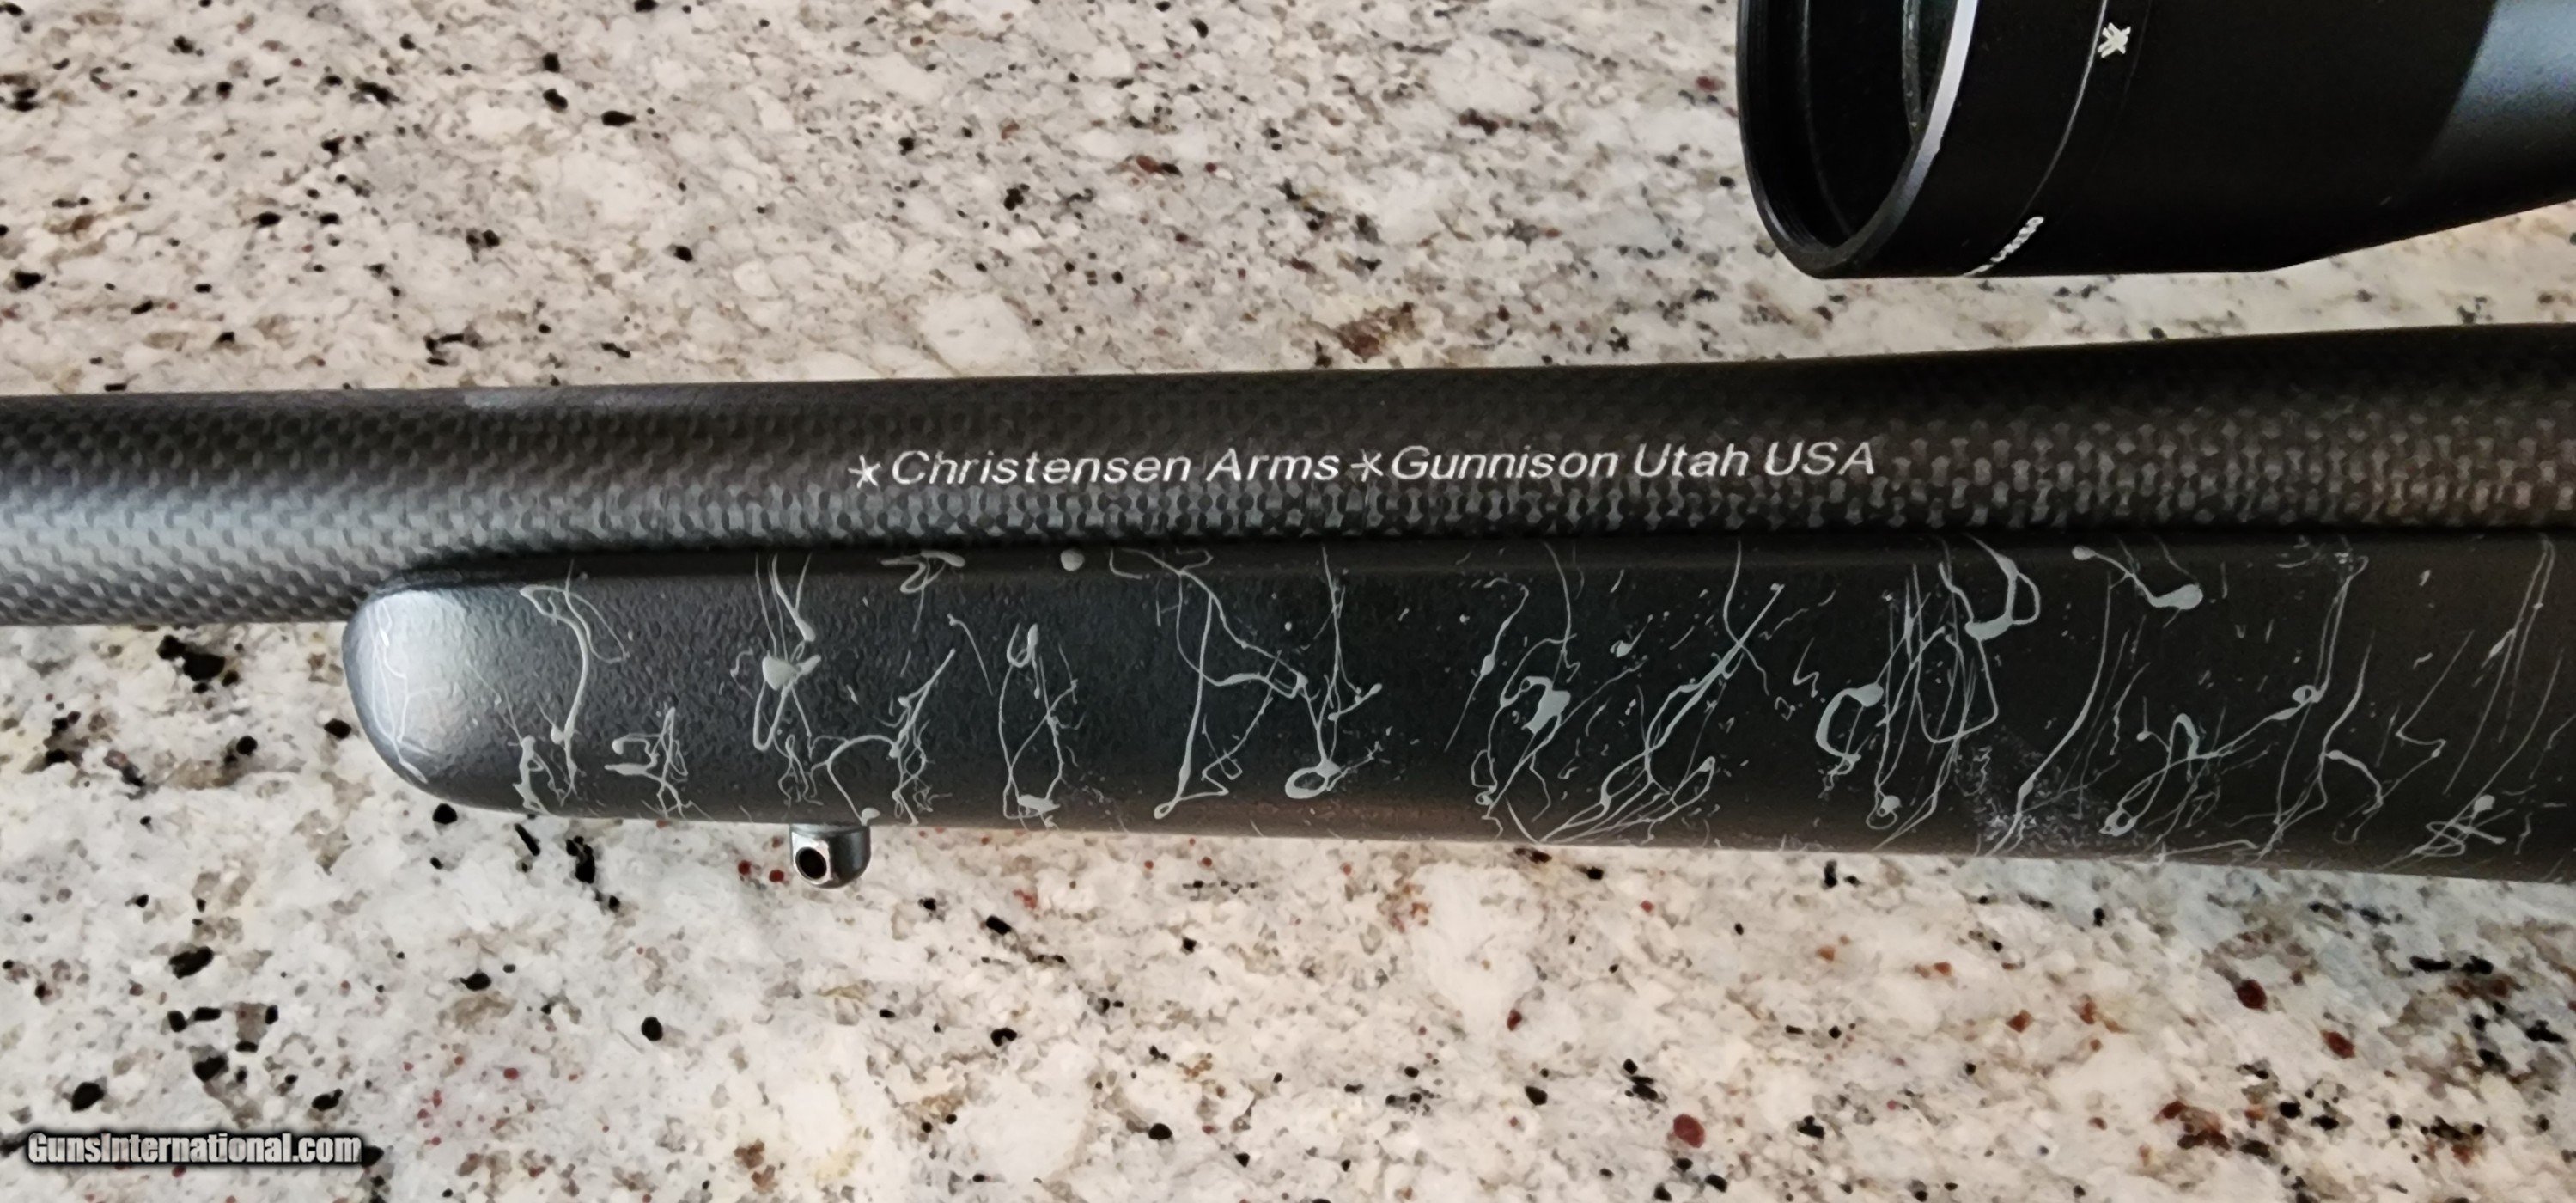 ★Christensen Arms★Gunnison Utah USA
GunsInternational.com